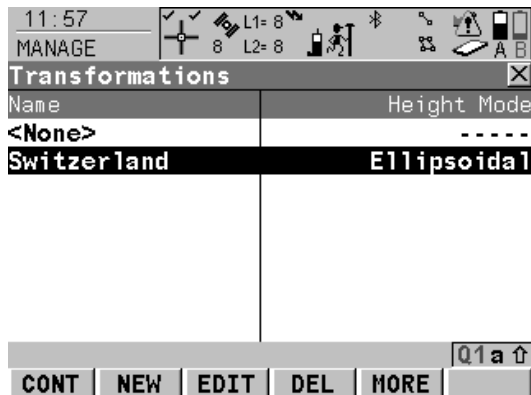 11:57
MANAGE
8 L1= 8
L2= 8
A B
Transformations
Name Height Mode
<None> -----
Switzerland Ellipsoidal
Q1 a
CONT NEW EDIT DEL MORE